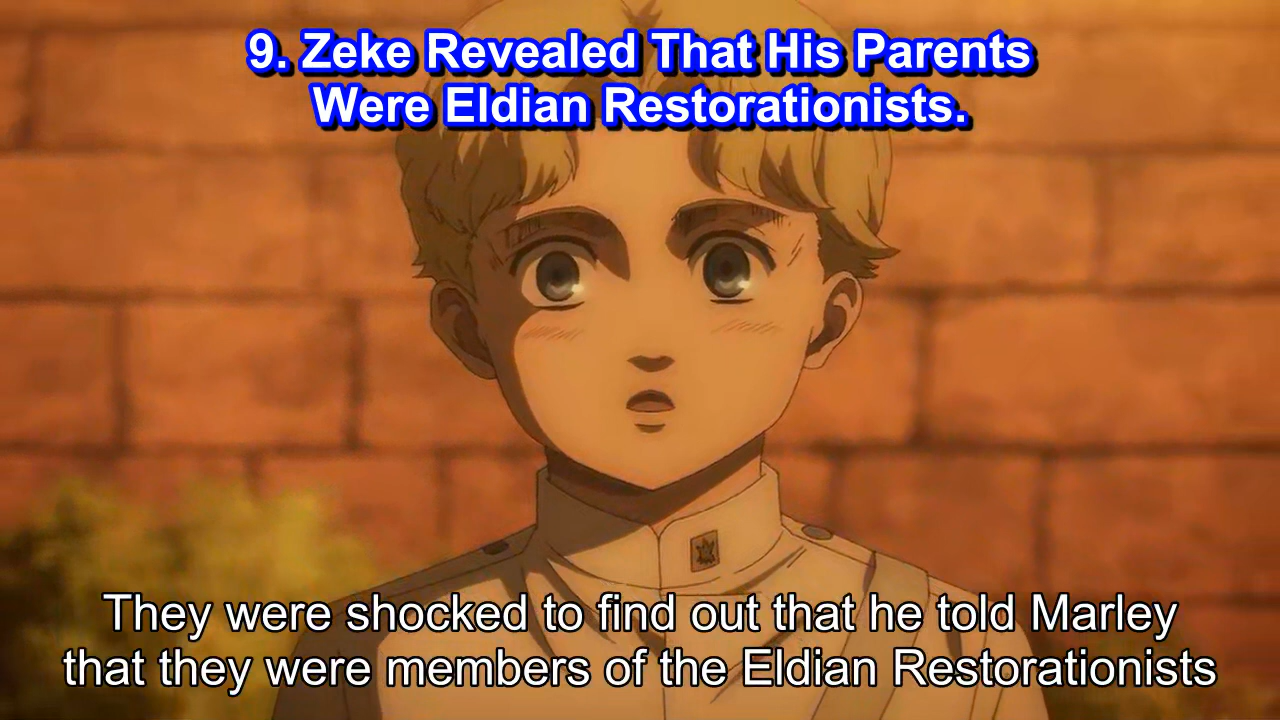 9. Zeke Revealed That His Parents
Were Eldian Restorationists.
They were shocked to find out that he told Marley
that they were members of the Eldian Restorationists